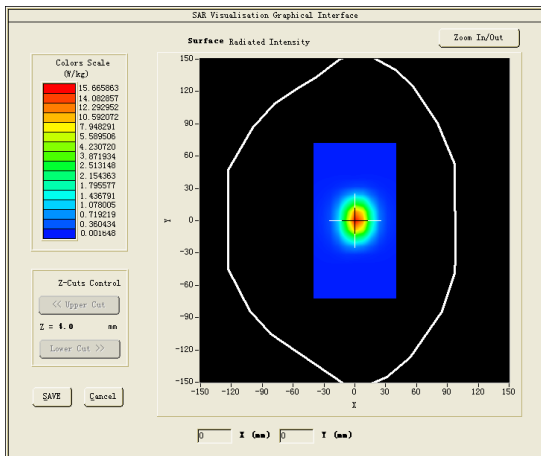 SAR Visualisation Graphical Interface
Surface Radiated Intensity
Zoom In/Out
Colors Scale
(W/kg)
15.665863
14.082857
12.292952
10.592072
7.948291
5.589506
4.230720
3.871934
2.513148
2.154363
1.795577
1.436791
1.078005
0.719219
0.360434
0.001648
Z-Cuts Control
<< Upper Cut
Z = 4.0 mm
Lower Cut >>
SAVE Cancel
150
120
90
60
30
Y 0
-30
-60
-90
-120
-150
-150 -120 -90 -60 -30 0 30 60 90 120 150
X
0 X (mm) 0 Y (mm)